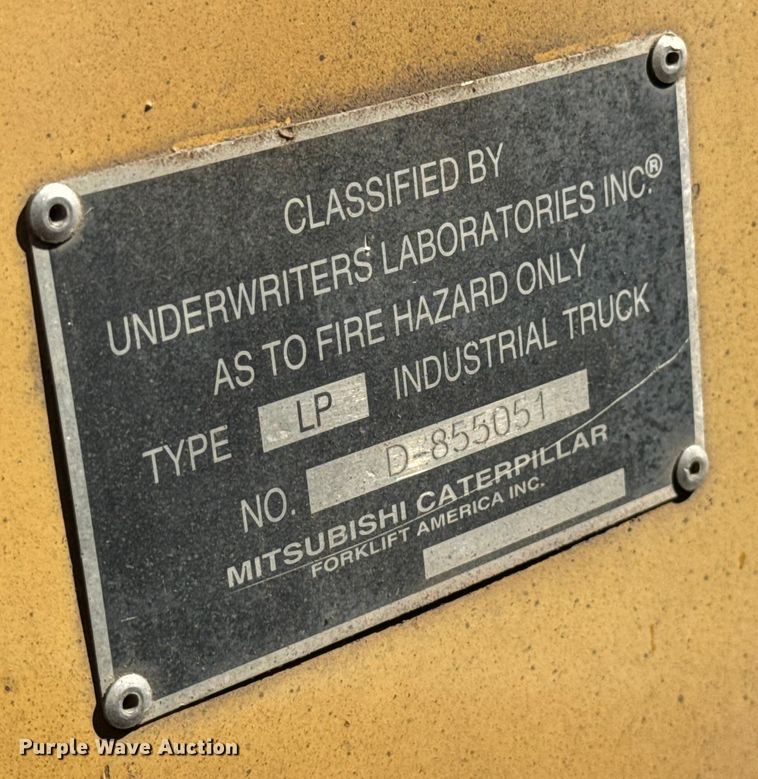 CLASSIFIED BY
UNDERWRITERS LABORATORIES INC.®
AS TO FIRE HAZARD ONLY
TYPE LP INDUSTRIAL TRUCK
NO. D-855051
MITSUBISHI CATERPILLAR
FORKLIFT AMERICA INC.
Purple Wave Auction